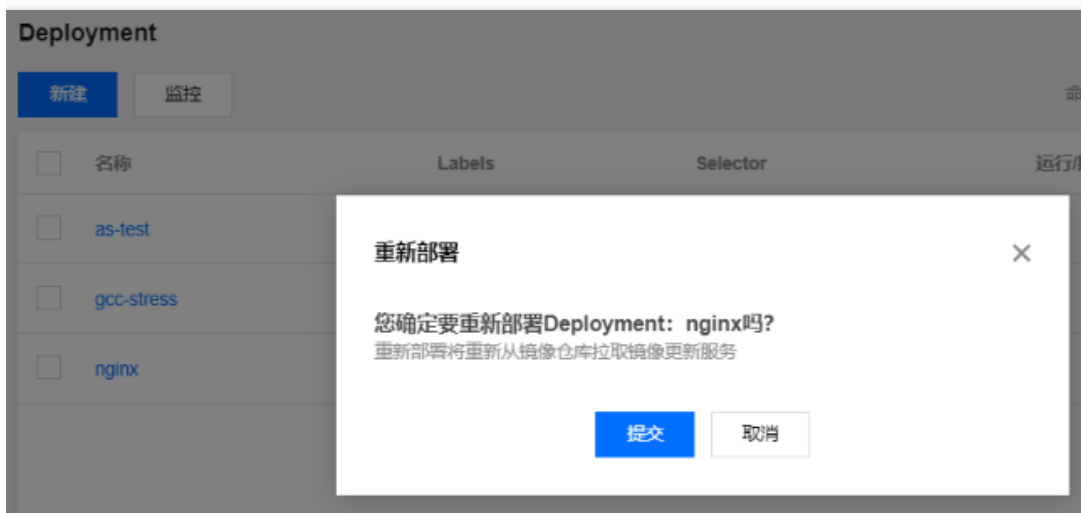 Deployment
新建 监控 命
名称 Labels Selector 运行/
as-test
gcc-stress
nginx
重新部署
您确定要重新部署Deployment：nginx吗？
重新部署将重新从镜像仓库拉取镜像更新服务
提交 取消